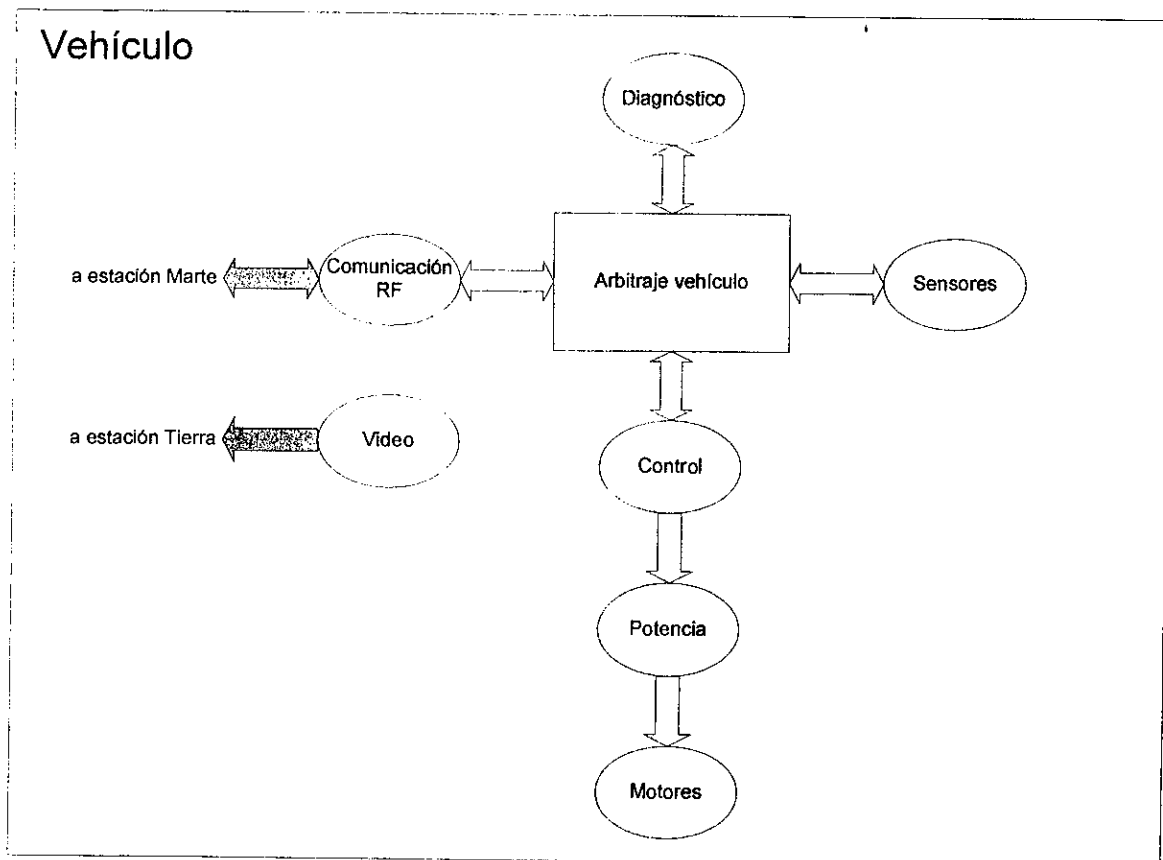 Vehículo
Diagnóstico
a estación Marte
Comunicación
RF
Arbitraje vehículo
Sensores
a estación Tierra
Video
Control
Potencia
Motores